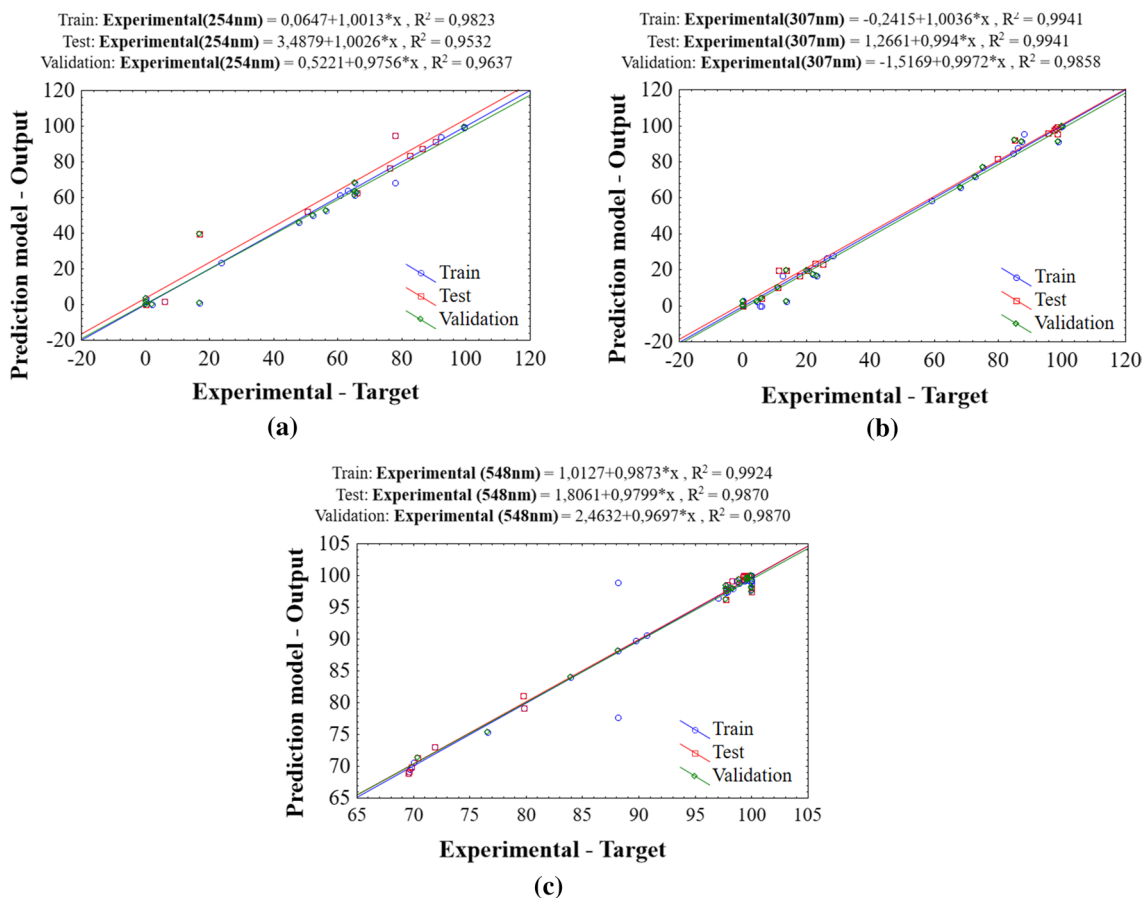 Train: Experimental(254nm) = 0,0647+1,0013*x , R² = 0,9823
Test: Experimental(254nm) = 3,4879+1,0026*x , R² = 0,9532
Validation: Experimental(254nm) = 0,5221+0,9756*x , R² = 0,9637
120
100
80
60
40
20
0
-20
-20 0 20 40 60 80 100 120
Prediction model - Output
Experimental - Target
Train
Test
Validation
(a)
Train: Experimental(307nm) = -0,2415+1,0036*x , R² = 0,9941
Test: Experimental(307nm) = 1,2661+0,994*x , R² = 0,9941
Validation: Experimental(307nm) = -1,5169+0,9972*x , R² = 0,9858
120
100
80
60
40
20
0
-20
-20 0 20 40 60 80 100 120
Prediction model - Output
Experimental - Target
Train
Test
Validation
(b)
Train: Experimental (548nm) = 1,0127+0,9873*x , R² = 0,9924
Test: Experimental (548nm) = 1,8061+0,9799*x , R² = 0,9870
Validation: Experimental (548nm) = 2,4632+0,9697*x , R² = 0,9870
105
100
95
90
85
80
75
70
65
65 70 75 80 85 90 95 100 105
Prediction model - Output
Experimental - Target
Train
Test
Validation
(c)